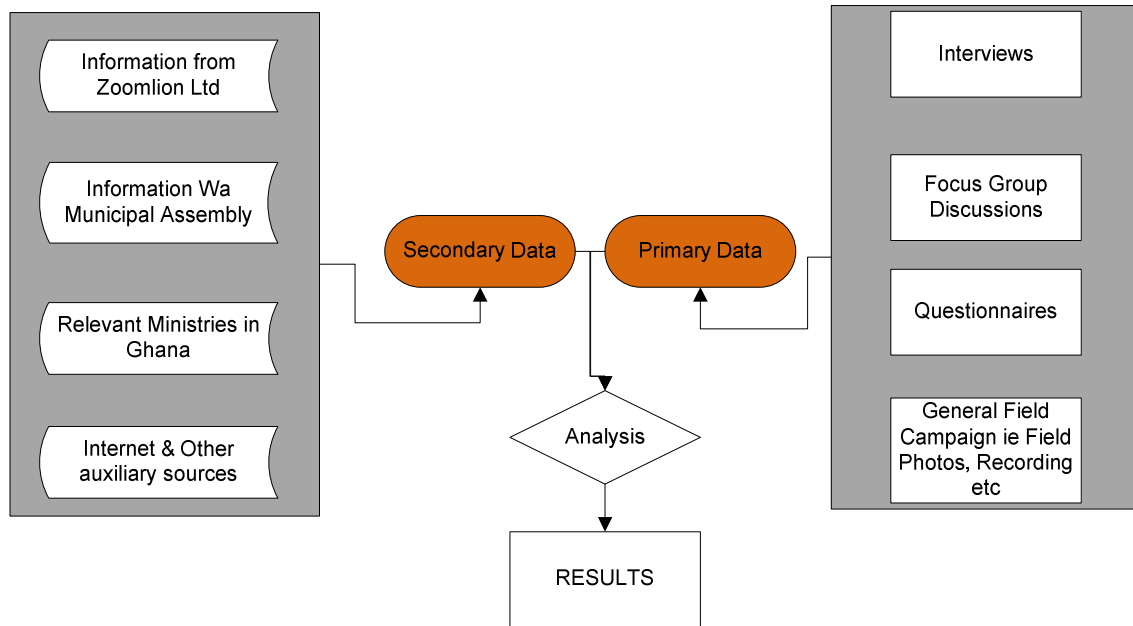 Information from
Zoomlion Ltd
Information Wa
Municipal Assembly
Relevant Ministries in
Ghana
Internet & Other
auxiliary sources
Secondary Data
Primary Data
Analysis
RESULTS
Interviews
Focus Group
Discussions
Questionnaires
General Field
Campaign ie Field
Photos, Recording
etc